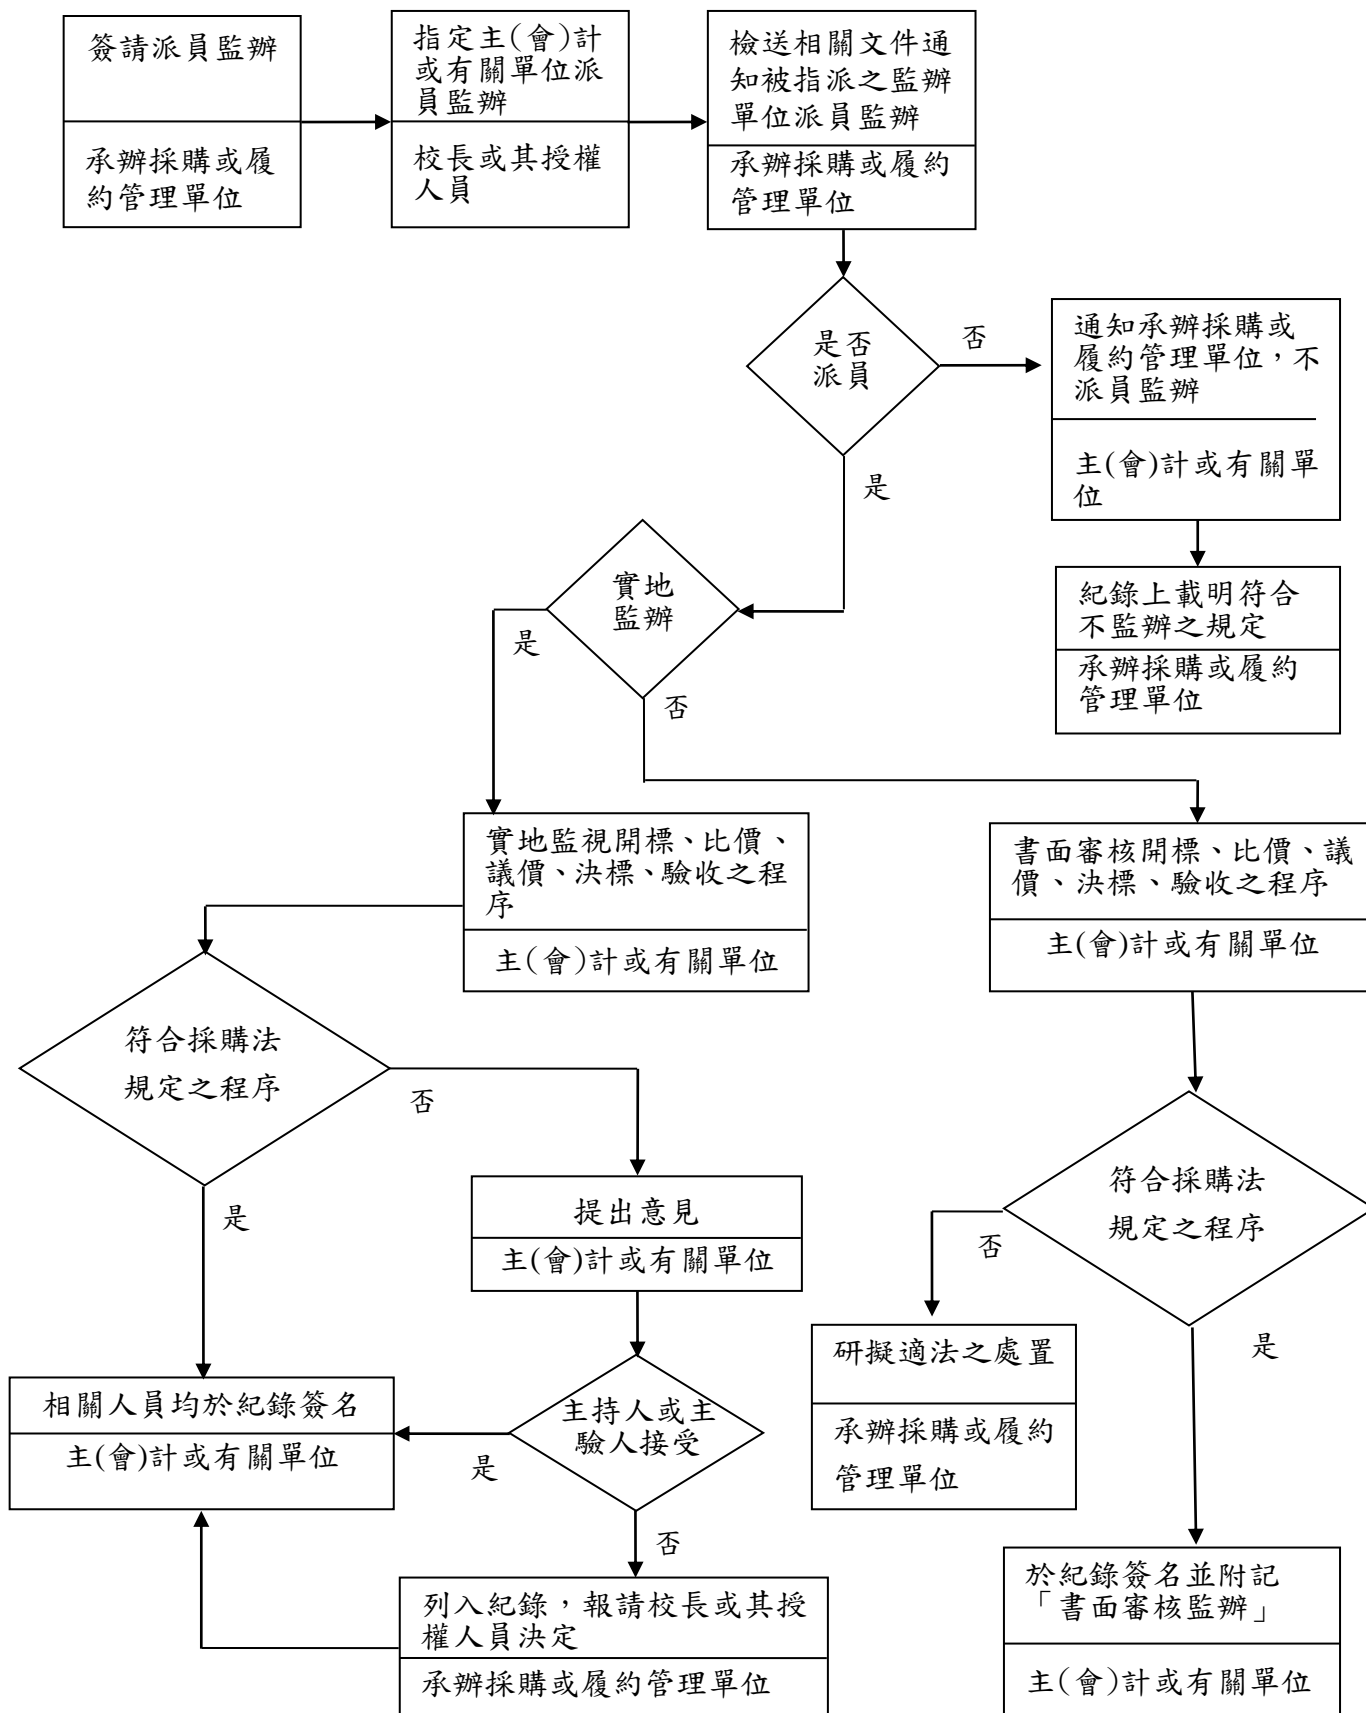 簽請派員監辦
承辦採購或履
約管理單位
指定主(會)計
或有關單位派
員監辦
校長或其授權
人員
檢送相關文件通
知被指派之監辦
單位派員監辦
承辦採購或履約
管理單位
是否
派員
否
是
通知承辦採購或
履約管理單位，不
派員監辦
主(會)計或有關單
位
紀錄上載明符合
不監辦之規定
承辦採購或履約
管理單位
實地
監辦
是
否
實地監視開標、比價、
議價、決標、驗收之程
序
主(會)計或有關單位
書面審核開標、比價、議
價、決標、驗收之程序
主(會)計或有關單位
符合採購法
規定之程序
否
是
提出意見
主(會)計或有關單位
符合採購法
規定之程序
否
是
研擬適法之處置
承辦採購或履約
管理單位
主持人或主
驗人接受
是
否
相關人員均於紀錄簽名
主(會)計或有關單位
列入紀錄，報請校長或其授
權人員決定
承辦採購或履約管理單位
於紀錄簽名並附記
「書面審核監辦」
主(會)計或有關單位